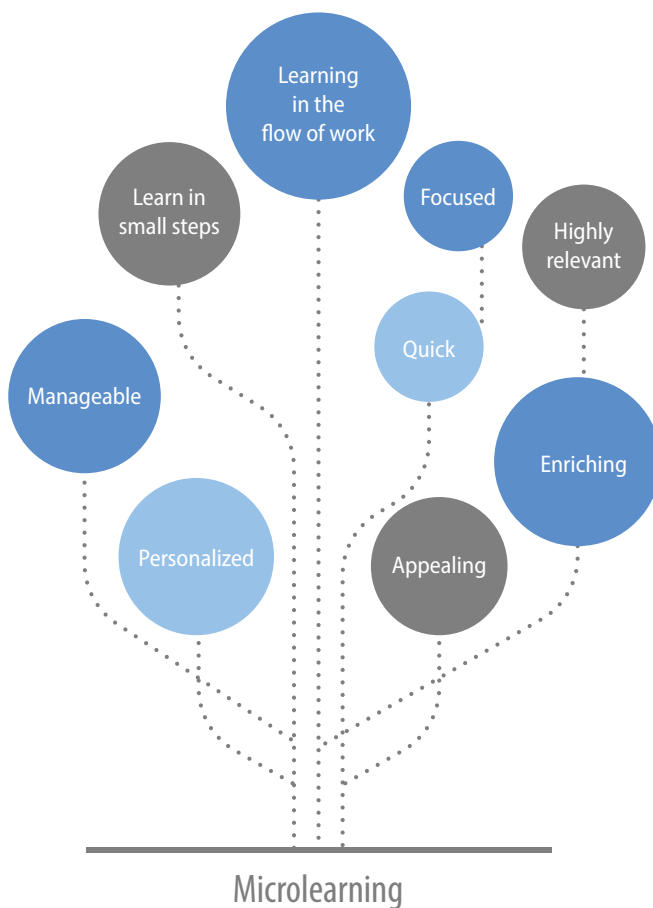 Learning
in the
flow of work
Learn in
small steps
Focused
Highly
relevant
Quick
Manageable
Enriching
Personalized
Appealing
Microlearning